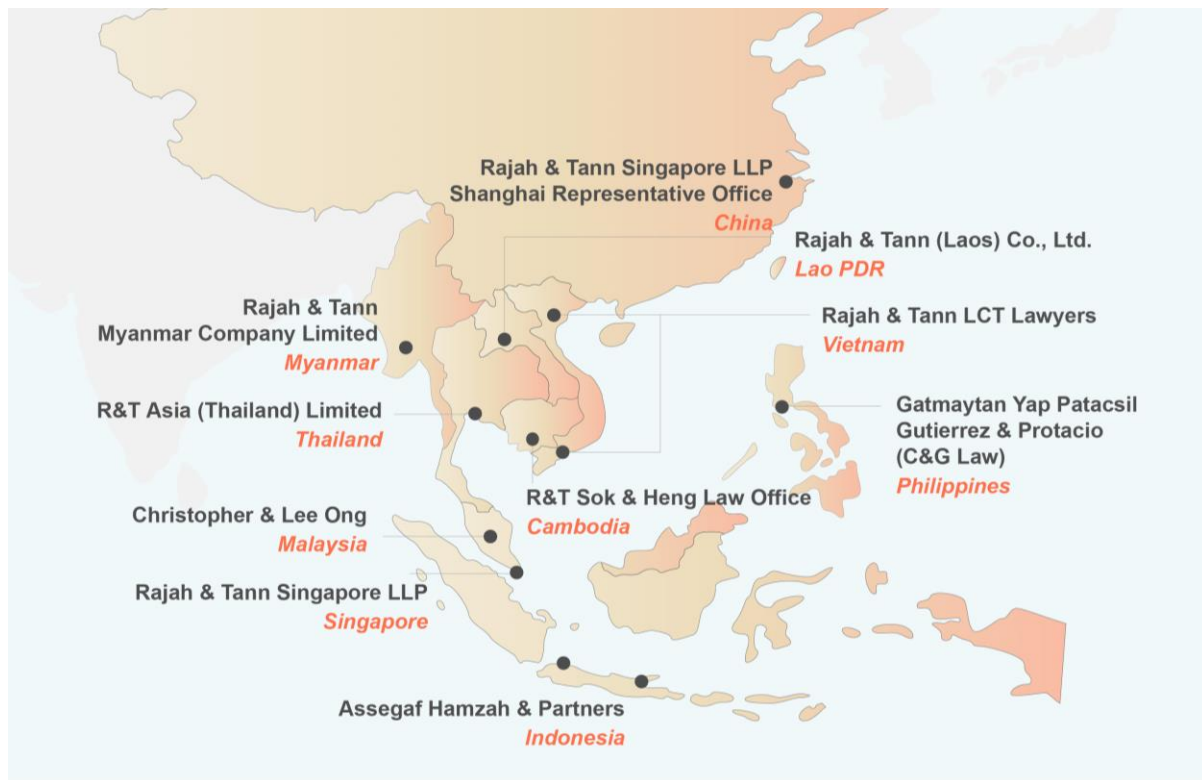 Rajah & Tann Singapore LLP
Shanghai Representative Office
China
Rajah & Tann (Laos) Co., Ltd.
Lao PDR
Rajah & Tann
Myanmar Company Limited
Myanmar
Rajah & Tann LCT Lawyers
Vietnam
R&T Asia (Thailand) Limited
Thailand
Gatmaytan Yap Patacsil
Gutierrez & Protacio
(C&G Law)
Philippines
R&T Sok & Heng Law Office
Cambodia
Christopher & Lee Ong
Malaysia
Rajah & Tann Singapore LLP
Singapore
Assegaf Hamzah & Partners
Indonesia